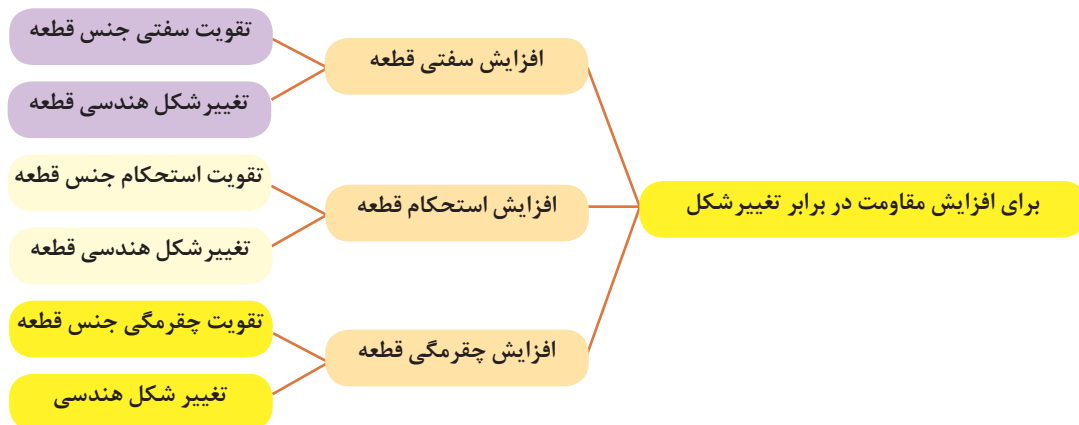 برای افزایش مقاومت در برابر تغییرشکل
افزایش سفتی قطعه
تقویت سفتی جنس قطعه
تغییرشکل هندسی قطعه
افزایش استحکام قطعه
تقویت استحکام جنس قطعه
تغییرشکل هندسی قطعه
افزایش چقرمگی قطعه
تقویت چقرمگی جنس قطعه
تغییر شکل هندسی